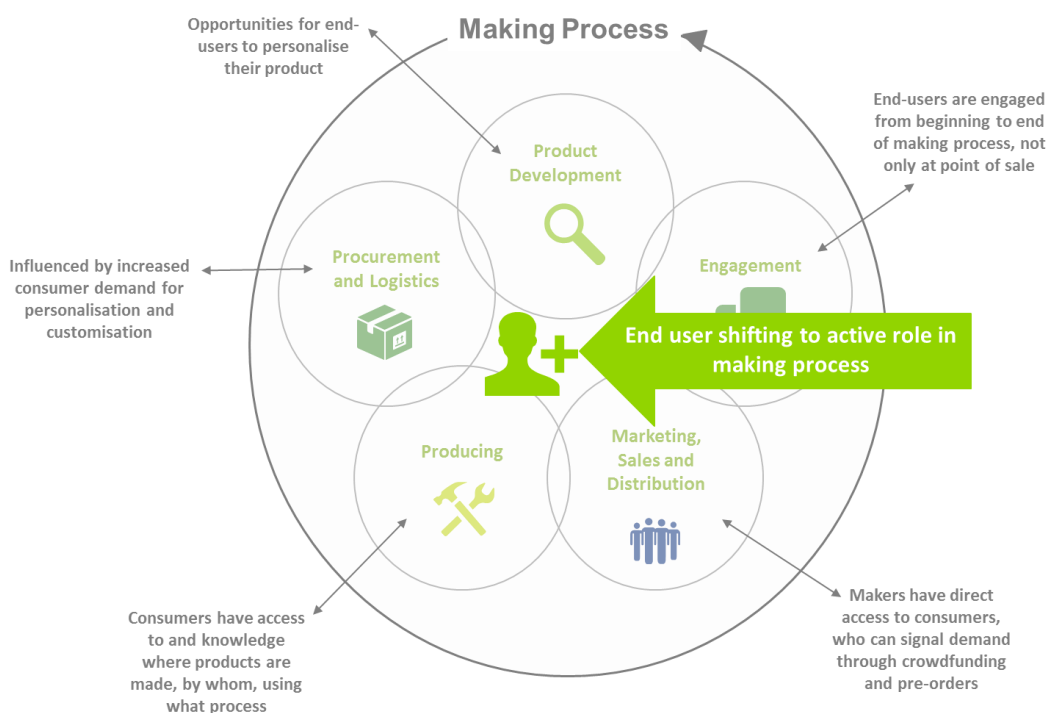 Making Process
Opportunities for end-
users to personalise
their product
End-users are engaged
from beginning to end
of making process, not
only at point of sale
Product
Development
Procurement
and Logistics
Engagement
Influenced by increased
consumer demand for
personalisation and
customisation
End user shifting to active role in
making process
Producing
Marketing,
Sales and
Distribution
Consumers have access
to and knowledge
where products are
made, by whom, using
what process
Makers have direct
access to consumers,
who can signal demand
through crowdfunding
and pre-orders